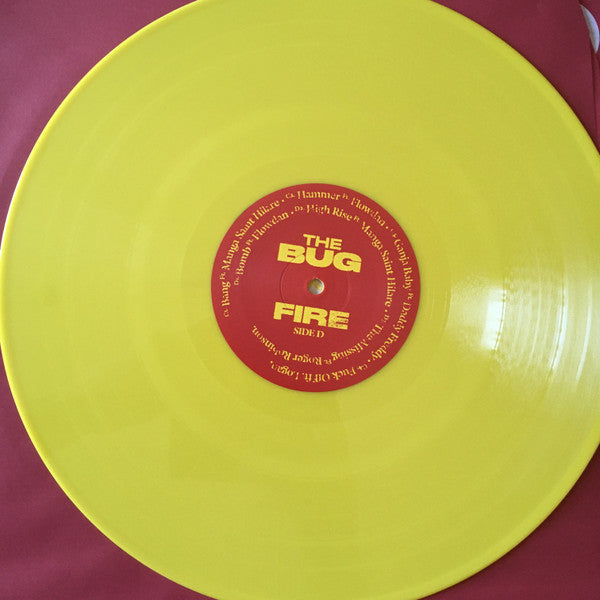 C1. Bang Ft. Manga Saint Hilare • C2. Hammer Ft. Flowdan • C3. Ganja Baby Ft. Daddy Freddy • C4. Fuck Off ft. Logan.
D1. Bomb Ft. Flowdan • D2. High Rise Ft. Manga Saint Hilare • D3. The Missing Ft. Roger Robinson.
THE
BUG
FIRE
SIDE D